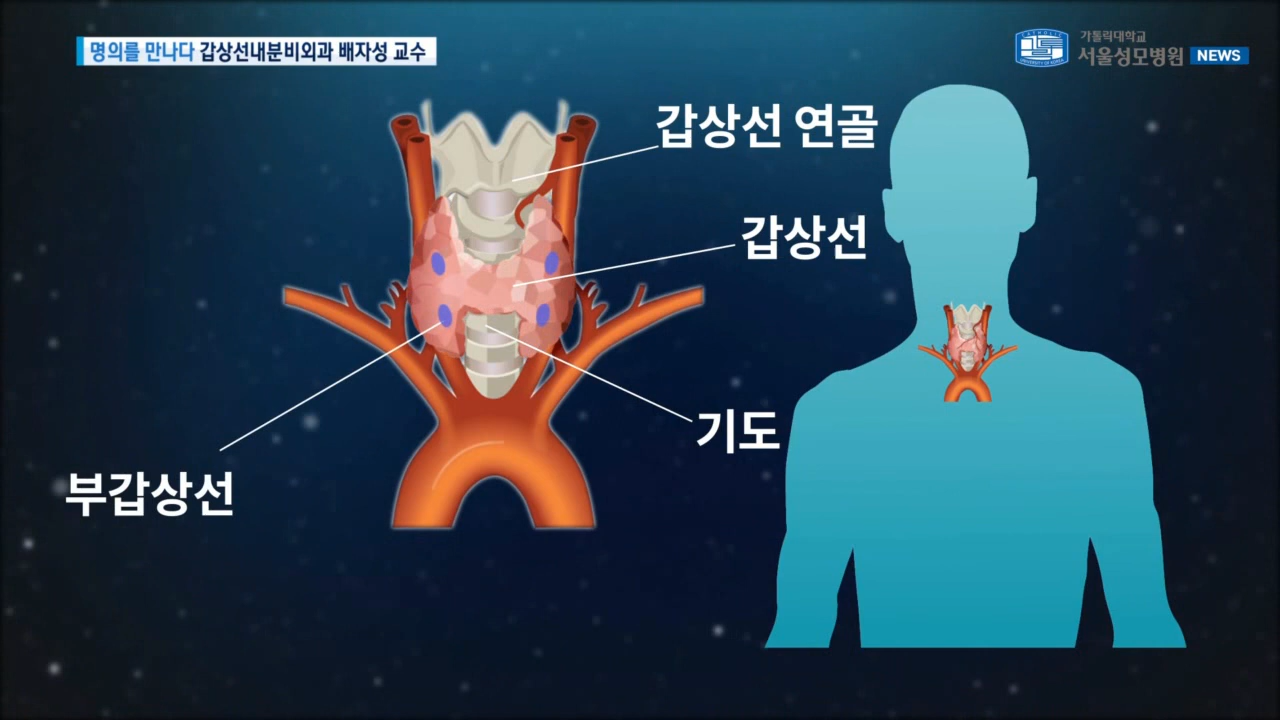 명의를 만나다 갑상선내분비외과 배자성 교수
가톨릭대학교
서울성모병원 NEWS
갑상선 연골
갑상선
기도
부갑상선